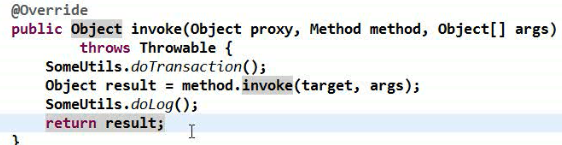 @Override
public Object invoke(Object proxy, Method method, Object[] args)
throws Throwable {
SomeUtils.doTransaction();
Object result = method.invoke(target, args);
SomeUtils.doLog();
return result;
}